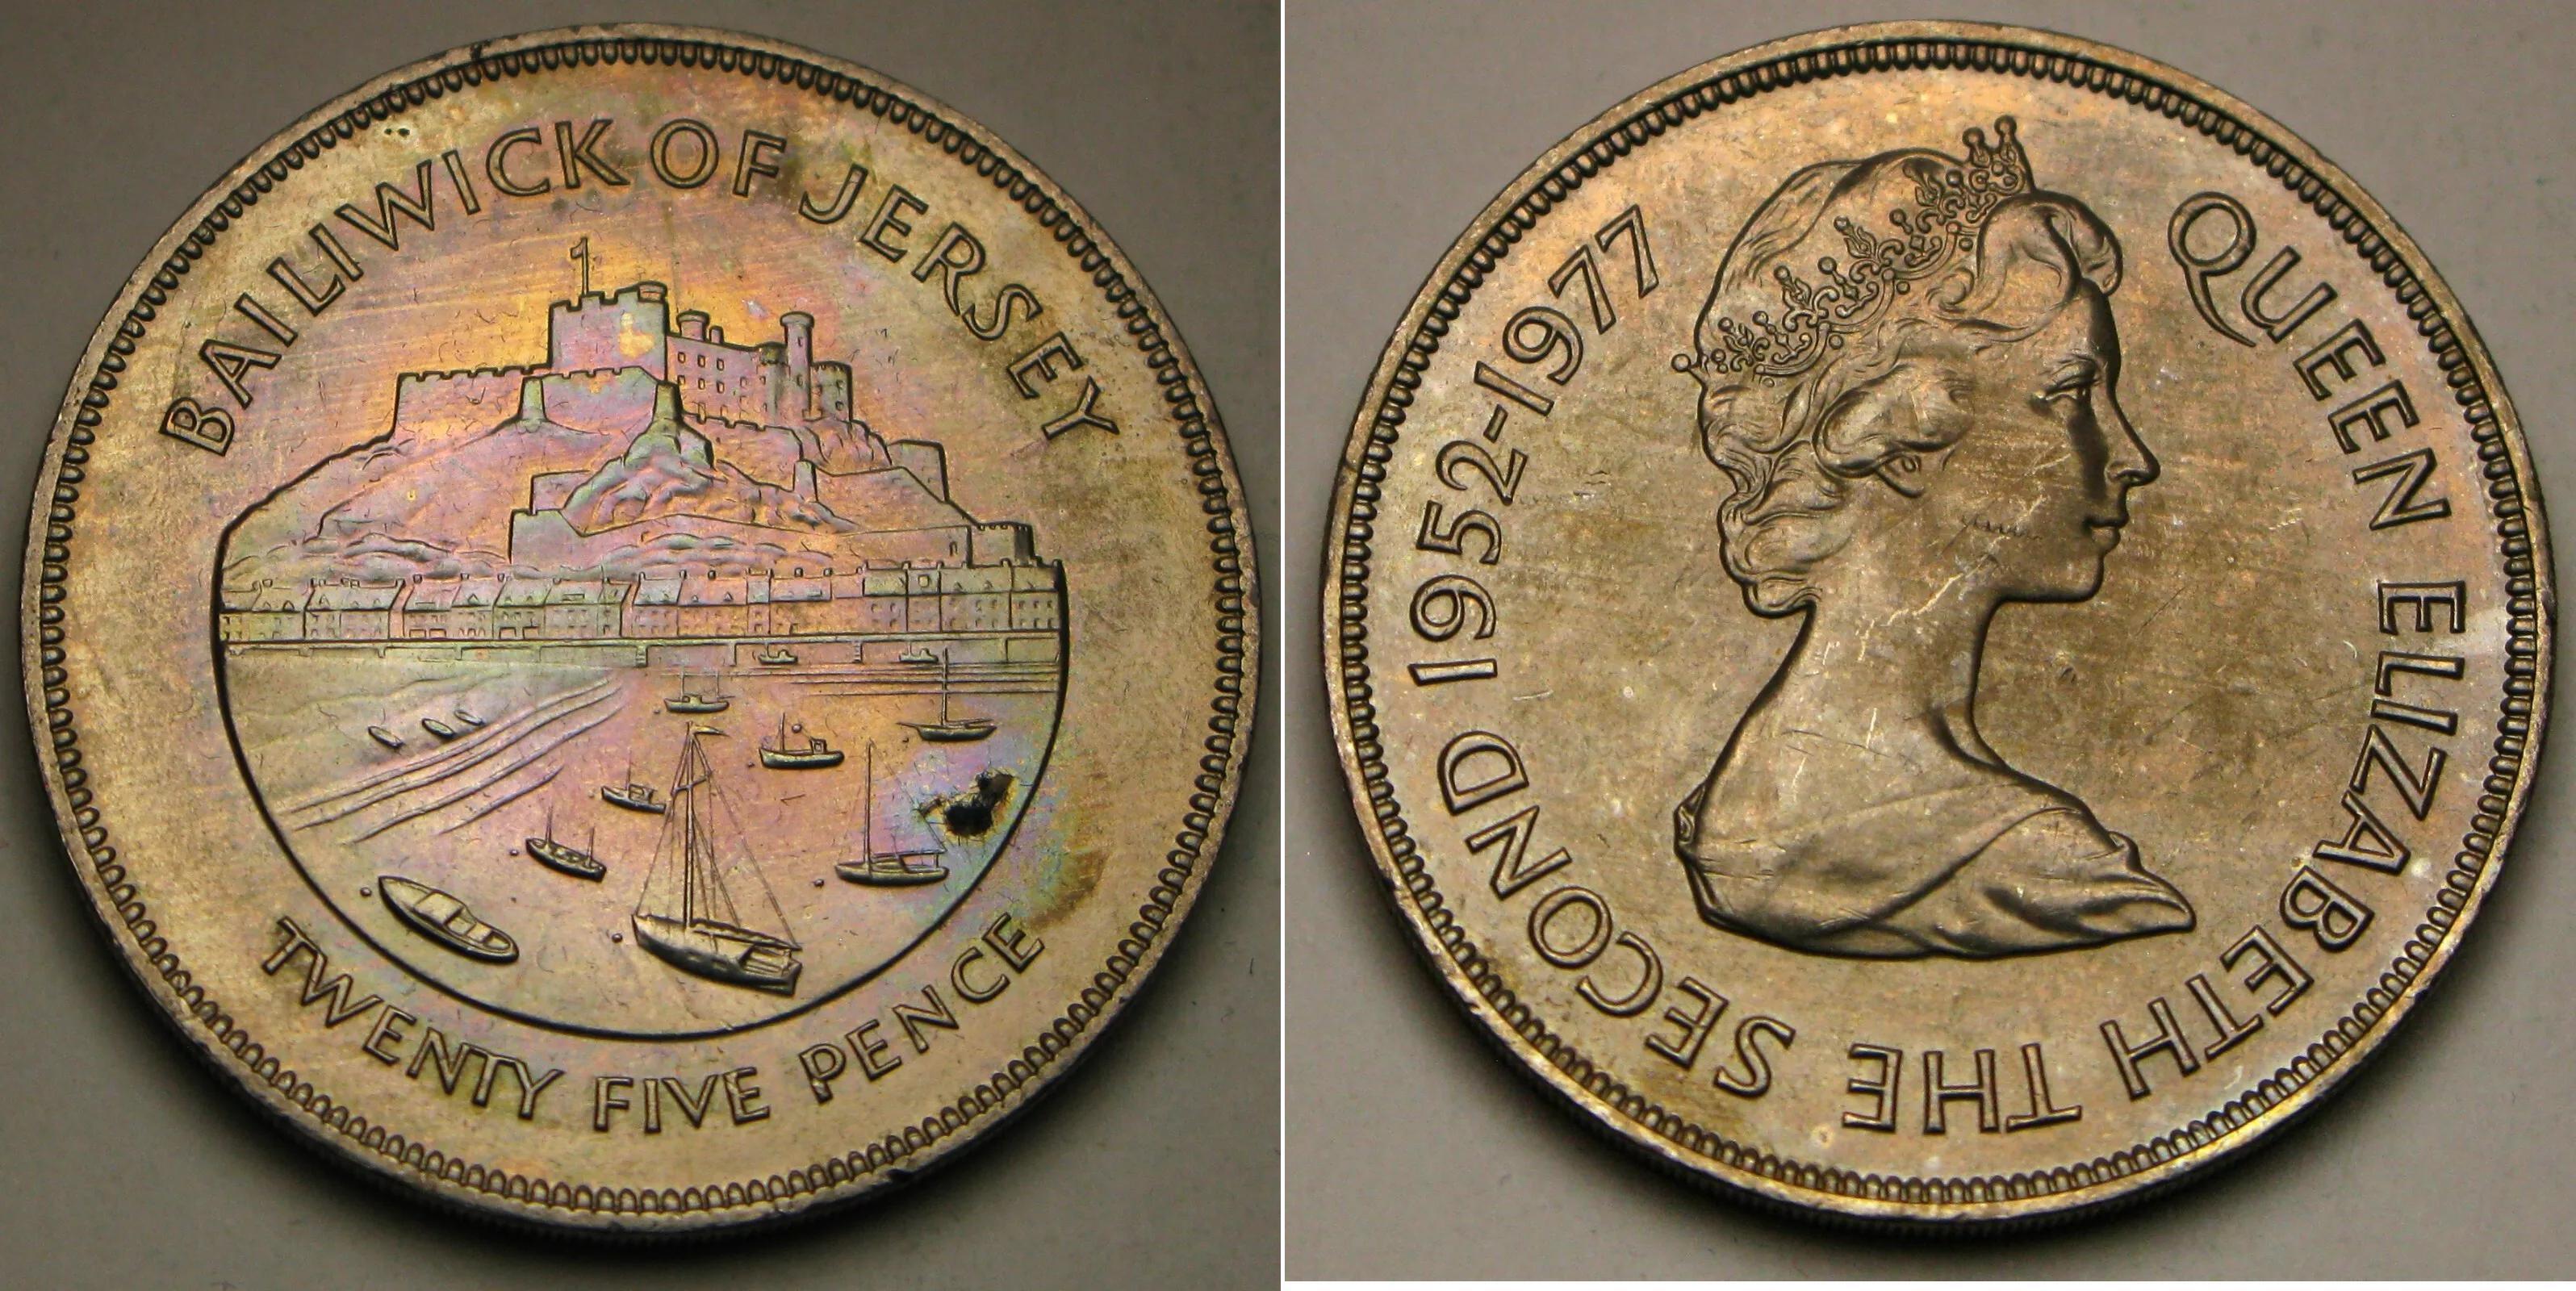 BAILIWICK OF JERSEY
TWENTY FIVE PENCE
QUEEN ELIZABETH THE SECOND 1952-1977